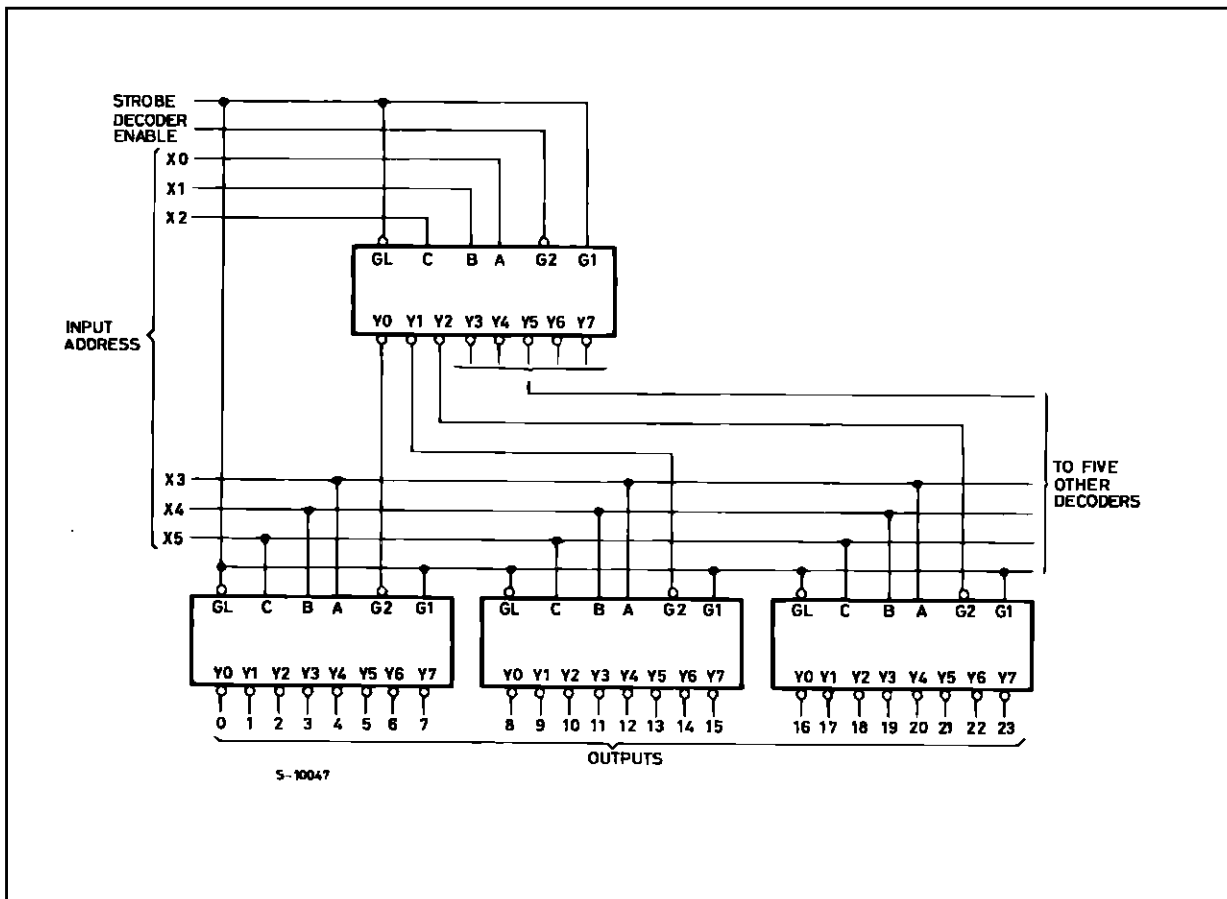 STROBE
DECODER
ENABLE
X0
X1
X2
GL C B A G2 G1
Y0 Y1 Y2 Y3 Y4 Y5 Y6 Y7
INPUT
ADDRESS
TO FIVE
OTHER
DECODERS
X3
X4
X5
GL C B A G2 G1 GL C B A G2 G1 GL C B A G2 G1
Y0 Y1 Y2 Y3 Y4 Y5 Y6 Y7 Y0 Y1 Y2 Y3 Y4 Y5 Y6 Y7 Y0 Y1 Y2 Y3 Y4 Y5 Y6 Y7
0 1 2 3 4 5 6 7 8 9 10 11 12 13 14 15 16 17 18 19 20 21 22 23
OUTPUTS
S-10047